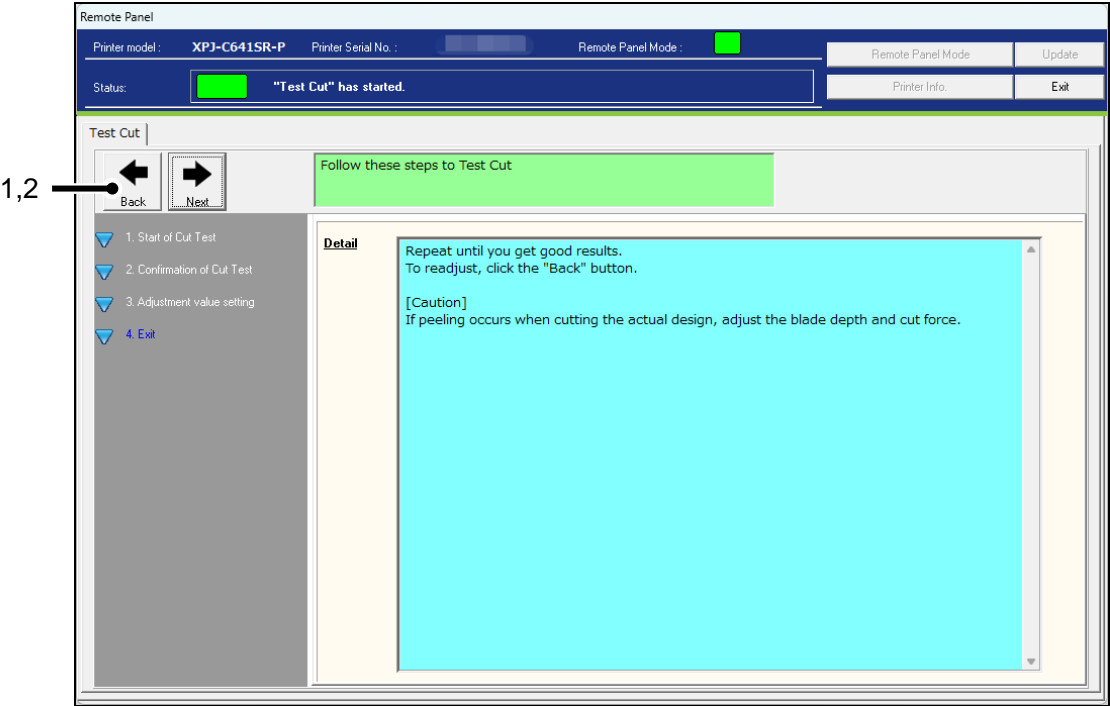 Remote Panel
Printer model : XPJ-C641SR-P Printer Serial No. : Remote Panel Mode :
Remote Panel Mode Update
Status: "Test Cut" has started.
Printer Info. Exit
Test Cut
Back Next
Follow these steps to Test Cut
1,2
1. Start of Cut Test
2. Confirmation of Cut Test
3. Adjustment value setting
4. Exit
Detail
Repeat until you get good results.
To readjust, click the "Back" button.
[Caution]
If peeling occurs when cutting the actual design, adjust the blade depth and cut force.